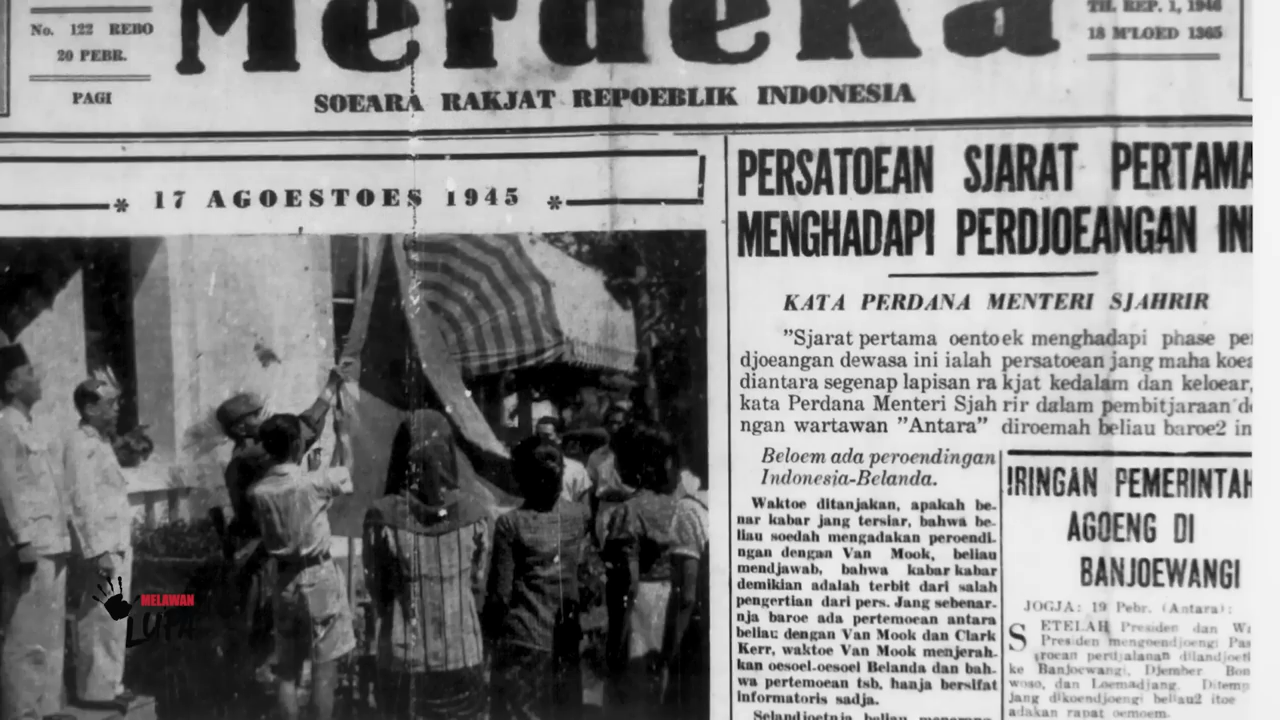 No. 122 REBO
20 PEBR.
PAGI
Merdeka
TH. REP. 1, 1946
18 M'LOED 1365
SOEARA RAKJAT REPOEBLIK INDONESIA
* 17 AGOESTOES 1945 *
PERSATOEAN SJARAT PERTAMA
MENGHADAPI PERDJOEANGAN IN
KATA PERDANA MENTERI SJAHRIR
"Sjarat pertama oentoek menghadapi phase pe
djoeangan dewasa ini ialah persatoean jang maha koea
diantara segenap lapisan rakjat kedalam dan keloear,
kata Perdana Menteri Sjahrir dalam pembitjaraan de
ngan wartawan "Antara" diroemah beliau baroe2 in
Beloem ada peroendingan
Indonesia-Belanda.
Waktoe ditanjakan, apakah be-
nar kabar jang tersiar, bahwa be-
liau soedah mengadakan peroendi-
ngan dengan Van Mook, beliau
mendjawab, bahwa kabar kabar
demikian adalah terbit dari salah
pengertian dari pers. Jang sebenar-
nja baroe ada pertemoean antara
beliau dengan Van Mook dan Clark
Kerr, waktoe Van Mook menjerah-
kan oesoel-oesoel Belanda dan bah-
wa pertemoean tsb, hanja bersifat
informatoris sadja.
Selandjoetnja beliau
IRINGAN PEMERINTAH
AGOENG DI
BANJOEWANGI
JOGJA: 19 Pebr. (Antara):
SETELAH Presiden dan W
Presiden mengoendjoengi Pas
roean perdjalanan dilandjoet
ke Banjoewangi, Djember Bon
woso, dan Loemadjang. Ditemp
jang dikoendjoengi beliau2 itoe
adakan rapat oemoem.
MELAWAN
LUPA